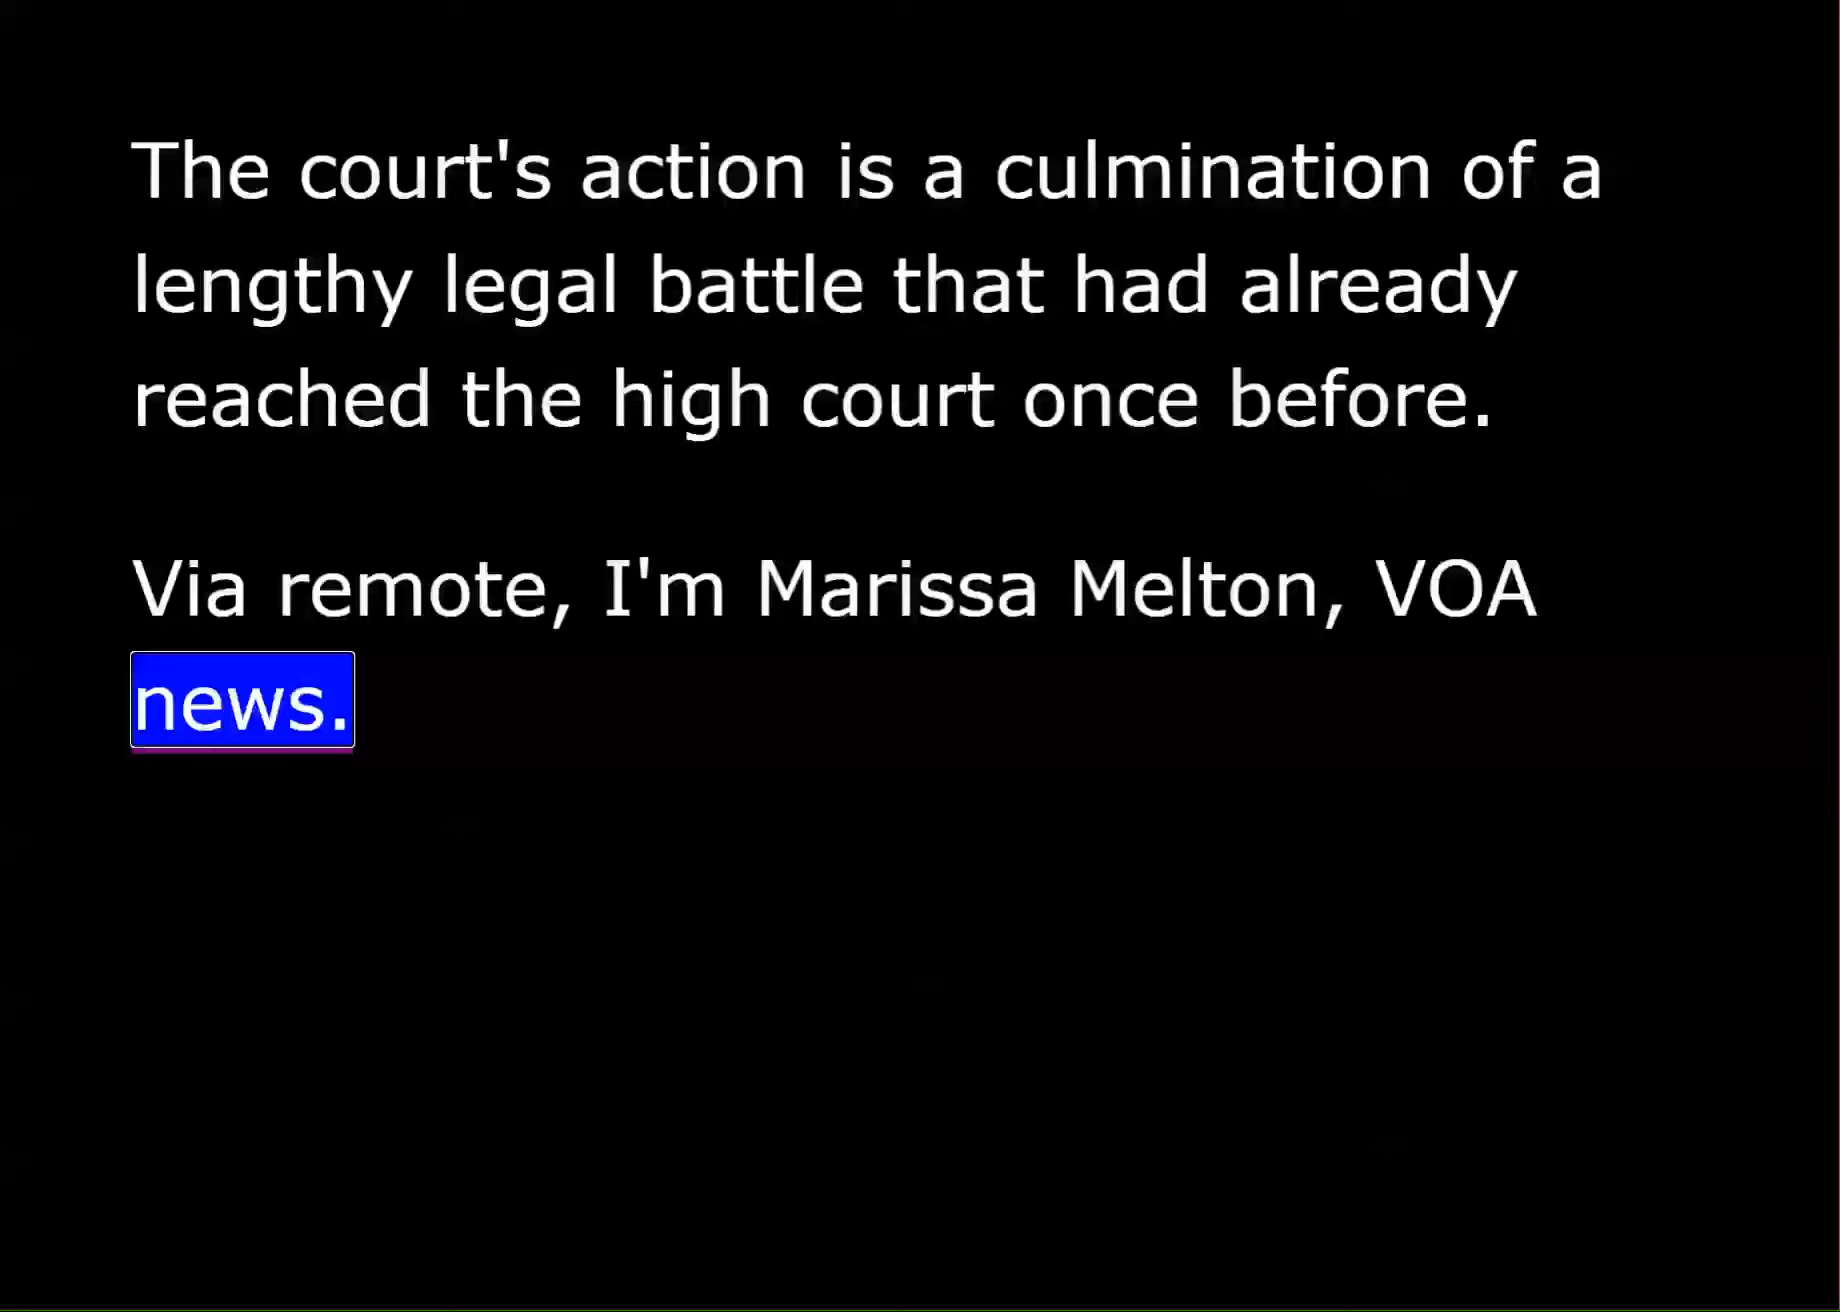 The court's action is a culmination of a
lengthy legal battle that had already
reached the high court once before.
Via remote, I'm Marissa Melton, VOA
news.